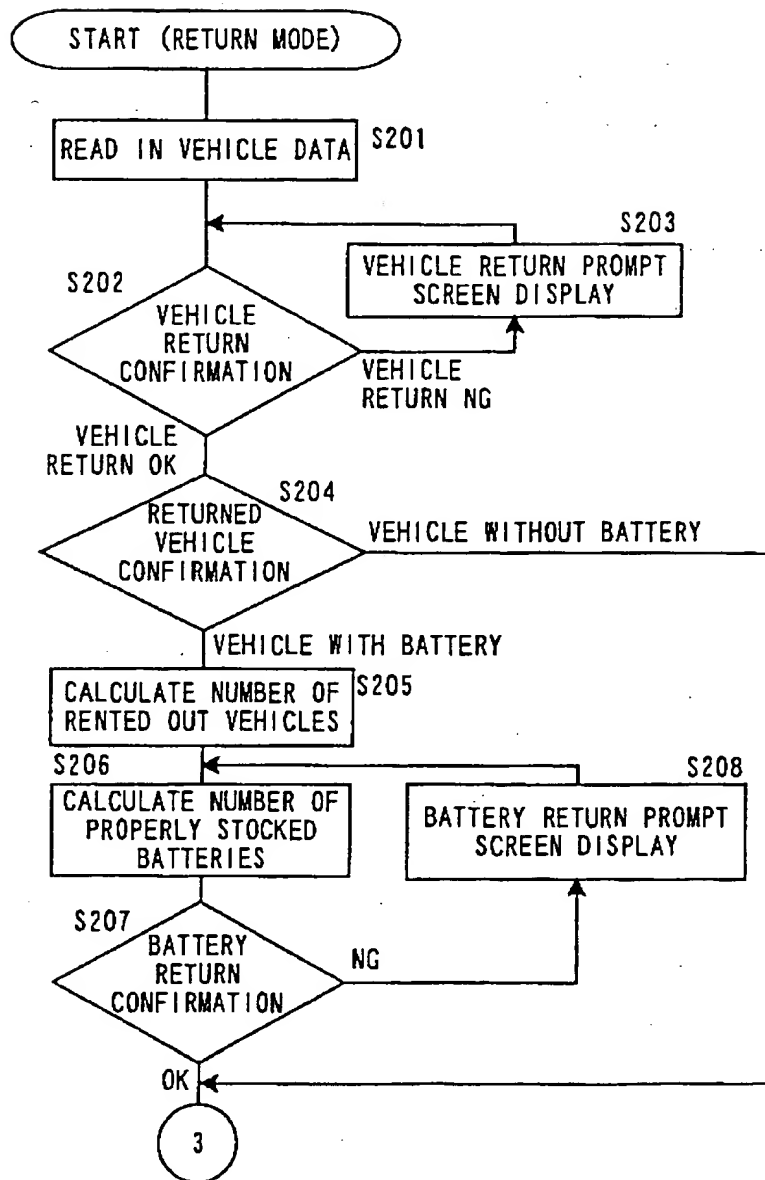 START (RETURN MODE)
READ IN VEHICLE DATA
S201
S203
VEHICLE RETURN PROMPT
SCREEN DISPLAY
S202
VEHICLE
RETURN
CONFIRMATION
VEHICLE
RETURN NG
VEHICLE
RETURN OK
S204
RETURNED
VEHICLE
CONFIRMATION
VEHICLE WITHOUT BATTERY
VEHICLE WITH BATTERY
CALCULATE NUMBER OF
RENTED OUT VEHICLES
S205
S206
CALCULATE NUMBER OF
PROPERLY STOCKED
BATTERIES
S208
BATTERY RETURN PROMPT
SCREEN DISPLAY
S207
BATTERY
RETURN
CONFIRMATION
NG
OK
3